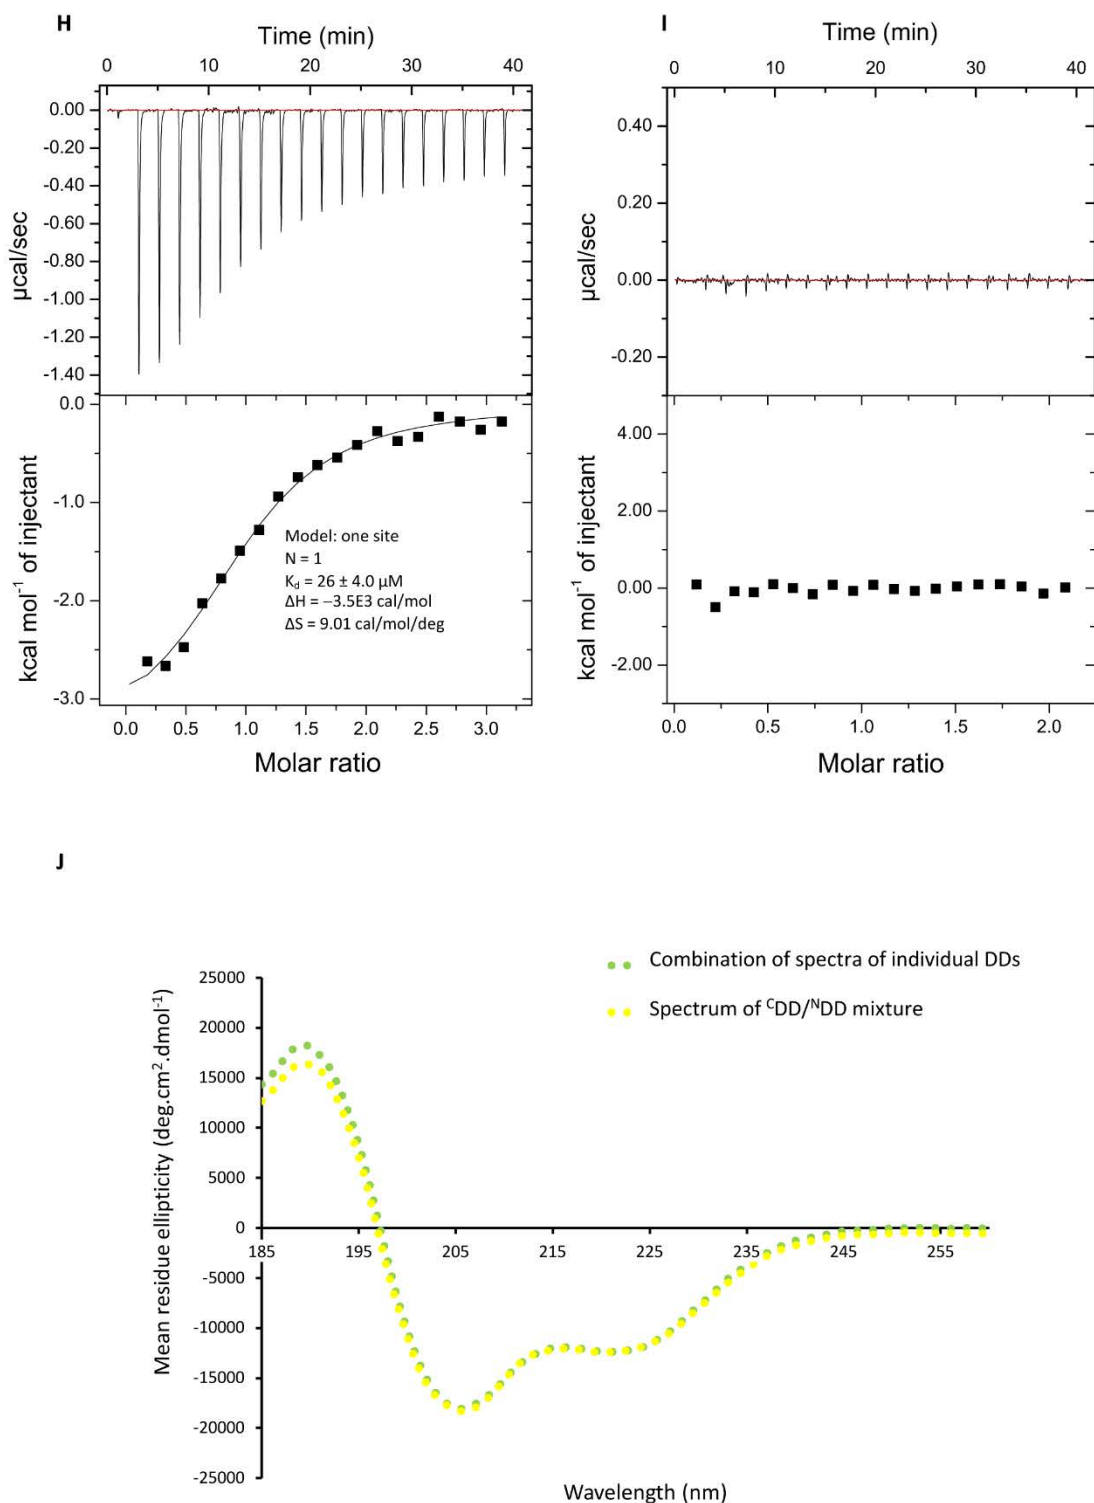 H
Time (min)
0 10 20 30 40
0.00
-0.20
-0.40
-0.60
-0.80
-1.00
-1.20
-1.40
µcal/sec
0.0
-1.0
-2.0
-3.0
kcal mol⁻¹ of injectant
Model: one site
N = 1
K_d = 26 ± 4.0 µM
ΔH = −3.5E3 cal/mol
ΔS = 9.01 cal/mol/deg
0.0 0.5 1.0 1.5 2.0 2.5 3.0
Molar ratio
I
Time (min)
0 10 20 30 40
0.40
0.20
0.00
-0.20
µcal/sec
4.00
2.00
0.00
-2.00
kcal mol⁻¹ of injectant
0.0 0.5 1.0 1.5 2.0
Molar ratio
J
Combination of spectra of individual DDs
Spectrum of ᶜDD/ᴺDD mixture
Mean residue ellipticity (deg.cm².dmol⁻¹)
25000
20000
15000
10000
5000
0
-5000
-10000
-15000
-20000
-25000
185 195 205 215 225 235 245 255
Wavelength (nm)